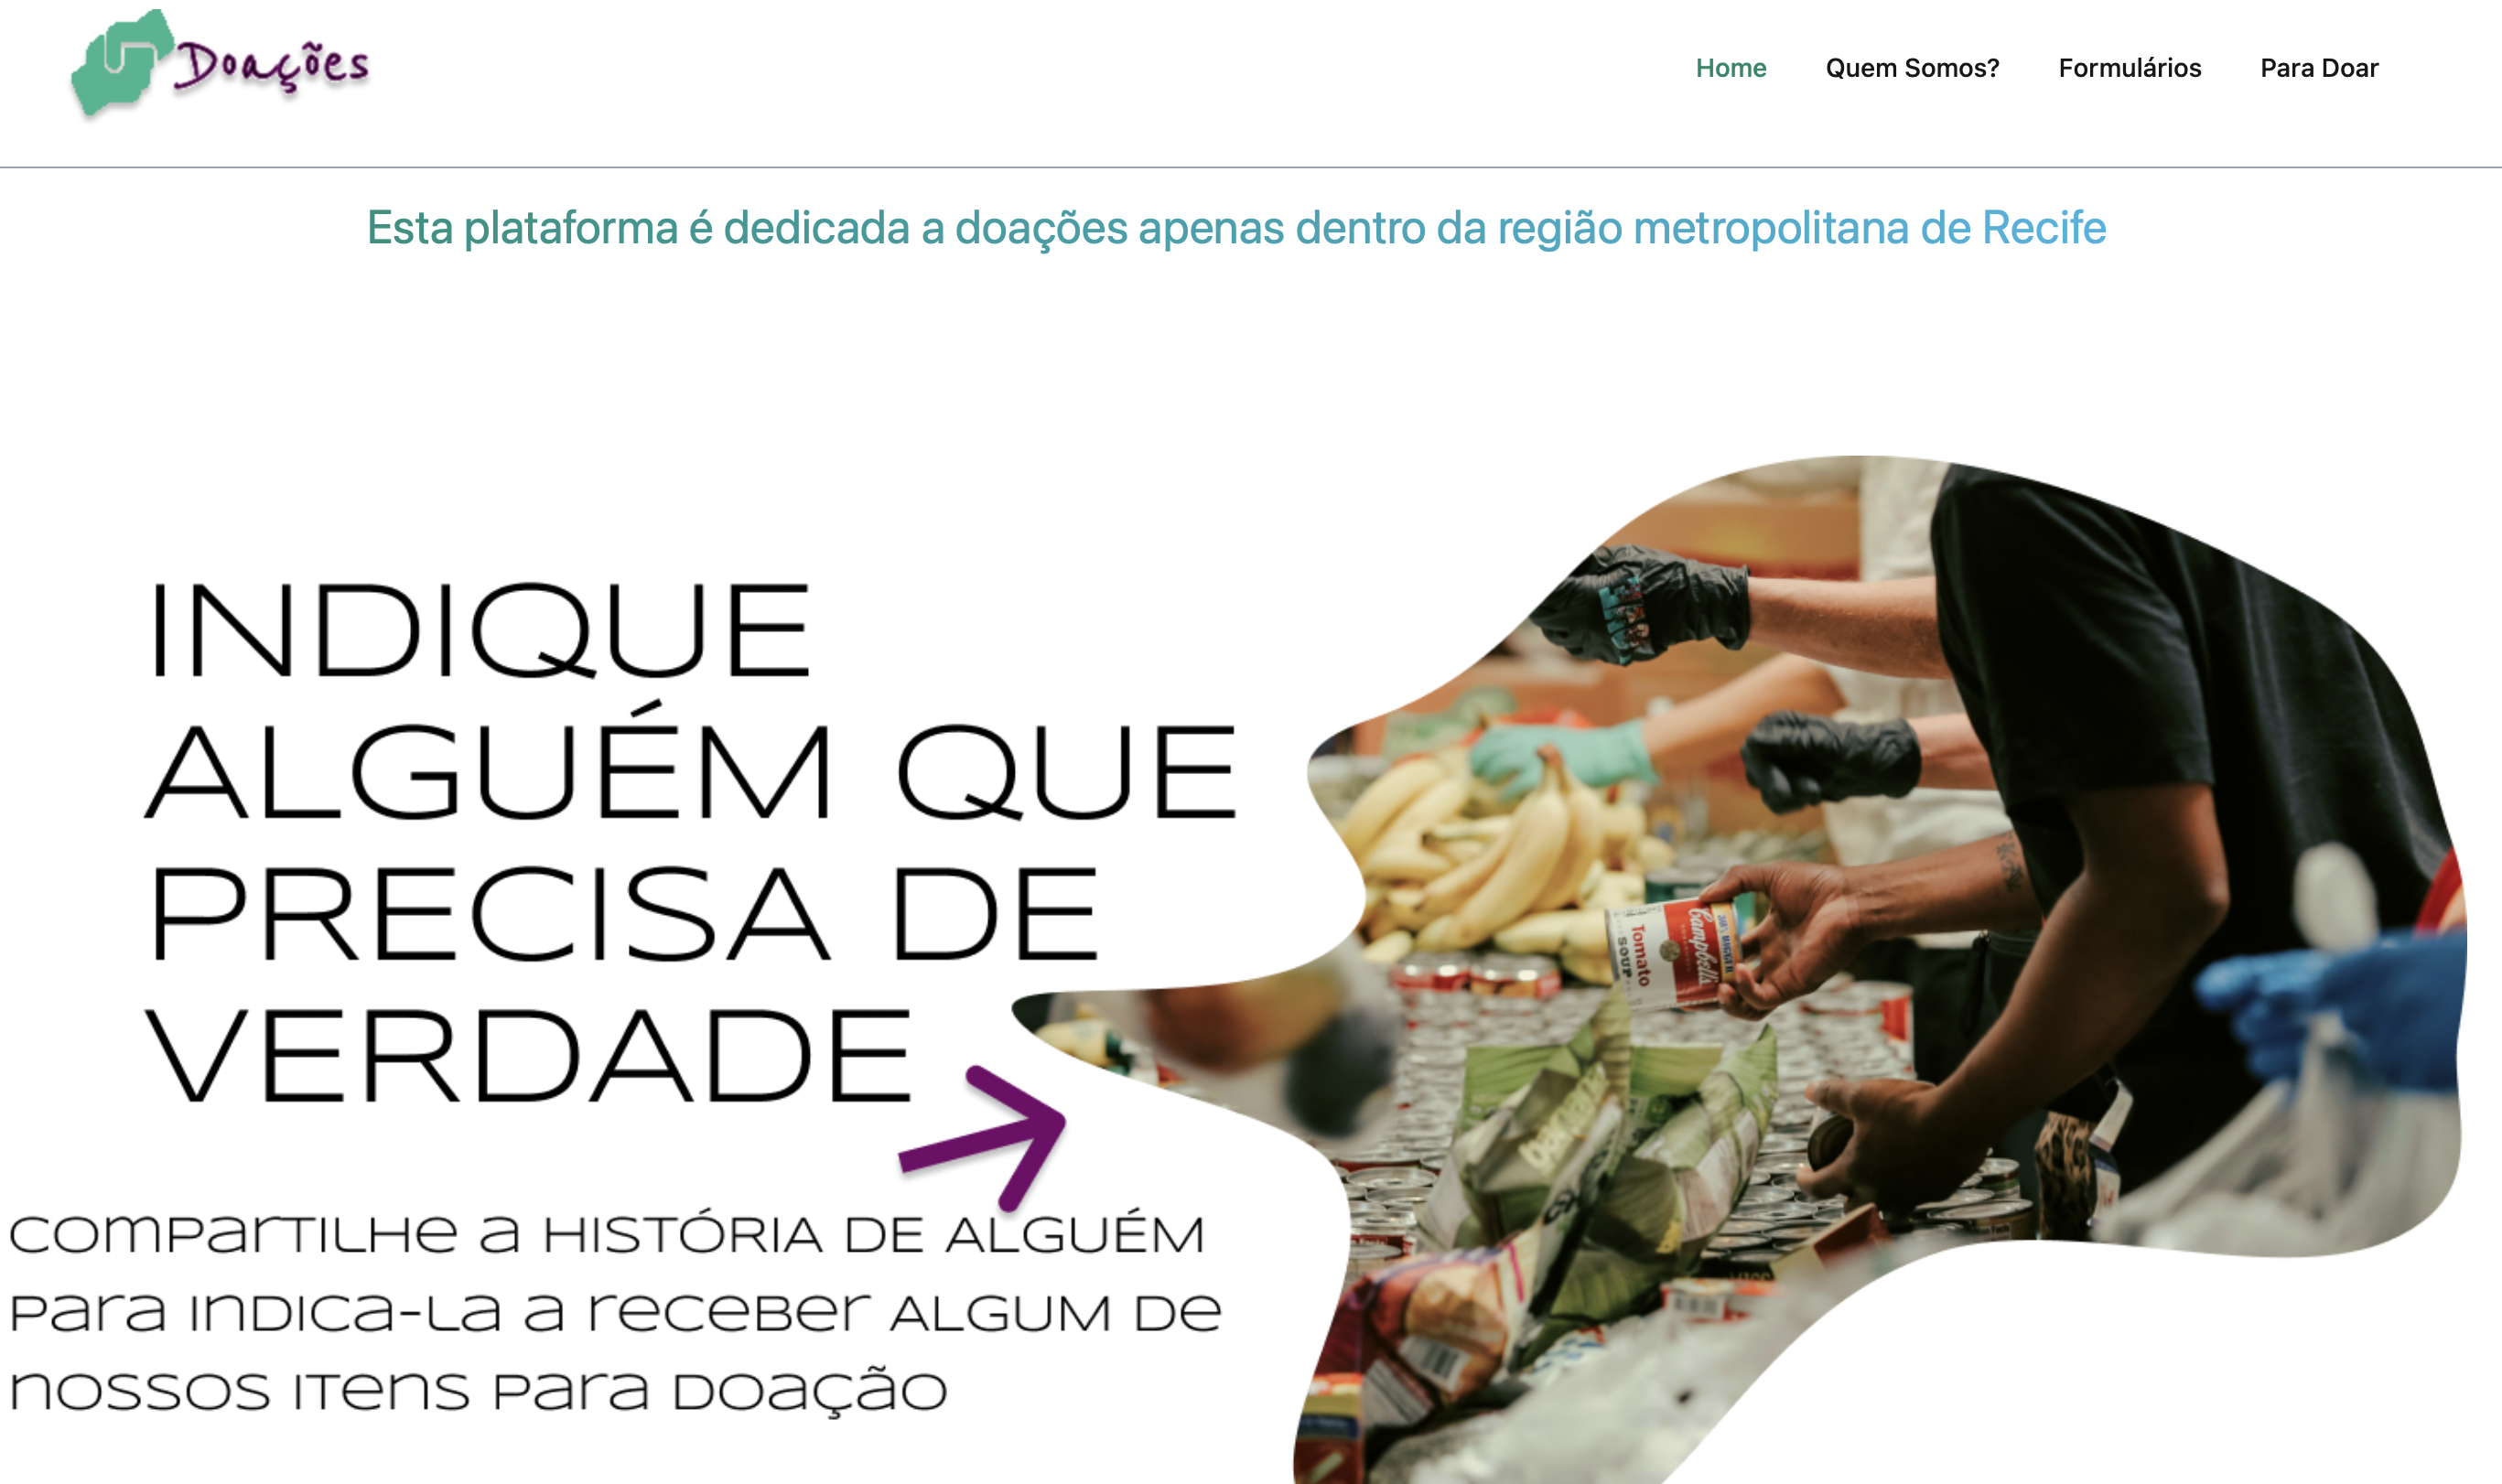 Doações
Home
Quem Somos?
Formulários
Para Doar
Esta plataforma é dedicada a doações apenas dentro da região metropolitana de Recife
INDIQUE
ALGUÉM QUE
PRECISA DE
VERDADE
comparTILHe a HISTÓRIA DE ALGUÉM
para InDIca-La a receBer ALGUM De
nossos ITens para Doação
Campbell's
Tomato
SOUP